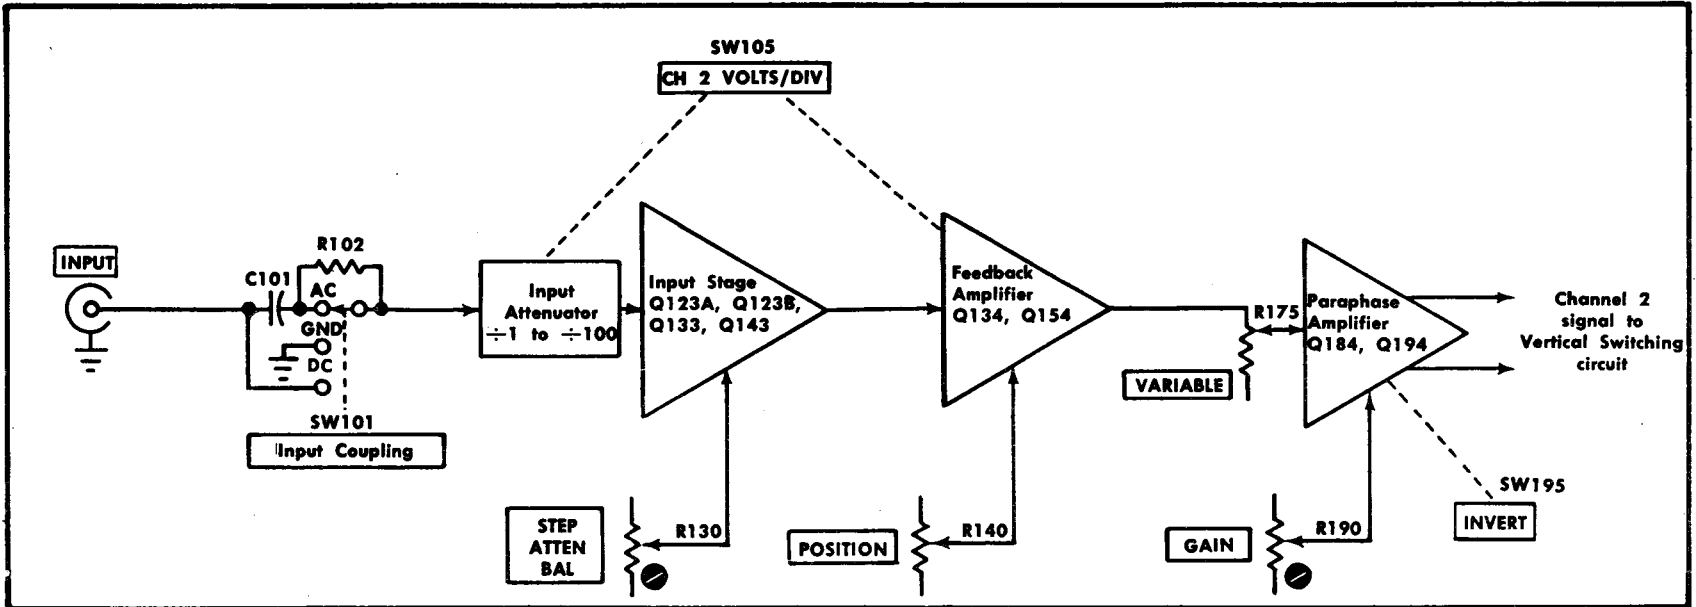 SW105
CH 2 VOLTS/DIV
INPUT
C101
R102
AC
GND
DC
SW101
Input Coupling
Input
Attenuator
÷1 to ÷100
Input Stage
Q123A, Q123B,
Q133, Q143
Feedback
Amplifier
Q134, Q154
R175
VARIABLE
Paraphase
Amplifier
Q184, Q194
Channel 2
signal to
Vertical Switching
circuit
STEP
ATTEN
BAL
R130
POSITION
R140
GAIN
R190
SW195
INVERT